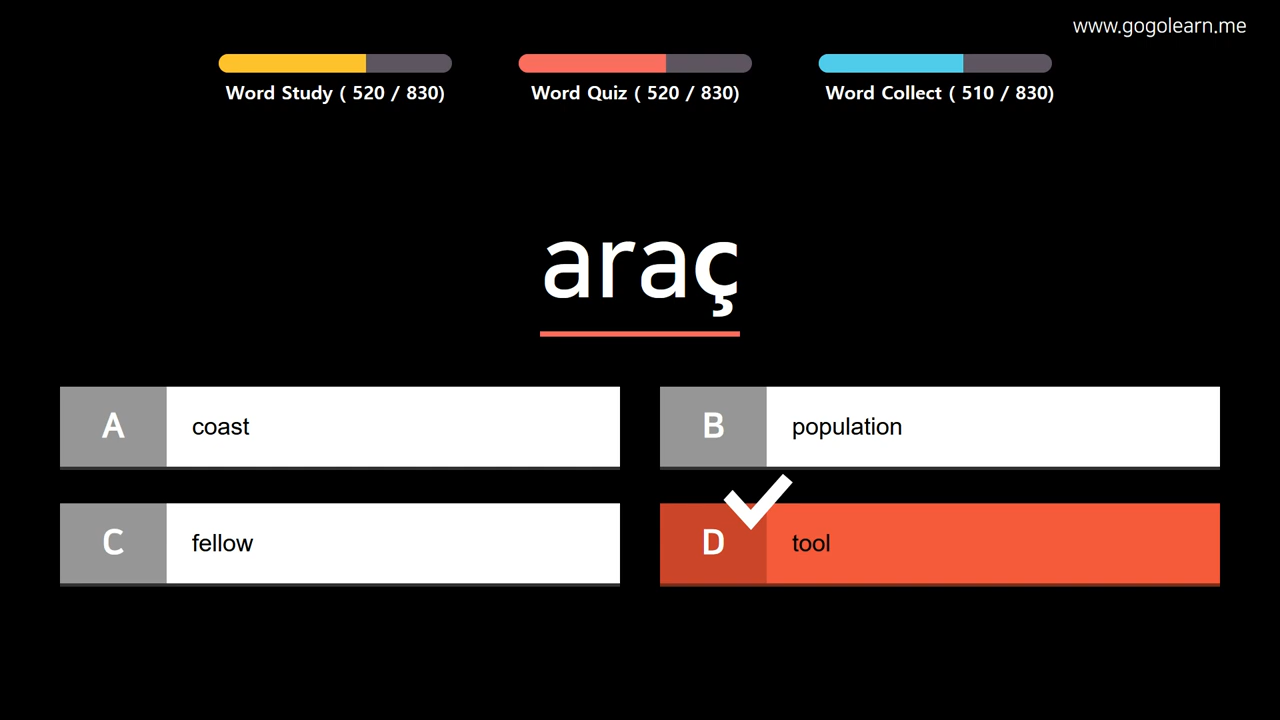 www.gogolearn.me
Word Study ( 520 / 830)
Word Quiz ( 520 / 830)
Word Collect ( 510 / 830)
araç
A coast
B population
C fellow
D tool